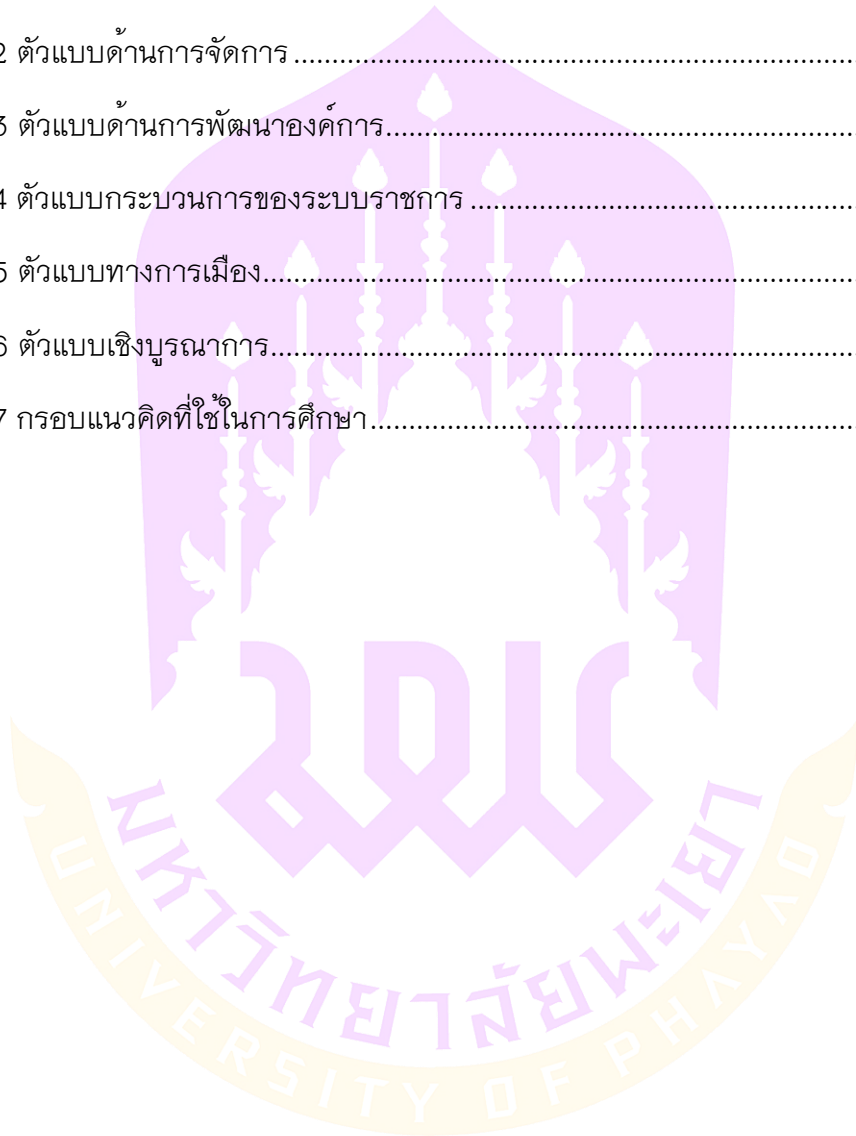 2 ตัวแบบด้านการจัดการ ........................................................................................
3 ตัวแบบด้านการพัฒนาองค์การ........................................................................
4 ตัวแบบกระบวนการของระบบราชการ ..........................................................
5 ตัวแบบทางการเมือง.............................................................................................
6 ตัวแบบเชิงบูรณาการ...........................................................................................
7 กรอบแนวคิดที่ใช้ในการศึกษา..........................................................................
มหาวิทยาลัยพะเยา
UNIVERSITY OF PHAYAO